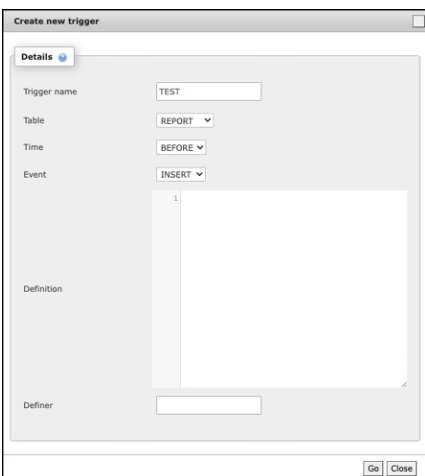 Create new trigger
Details
Trigger name TEST
Table REPORT
Time BEFORE
Event INSERT
1
Definition
Definer
Go Close